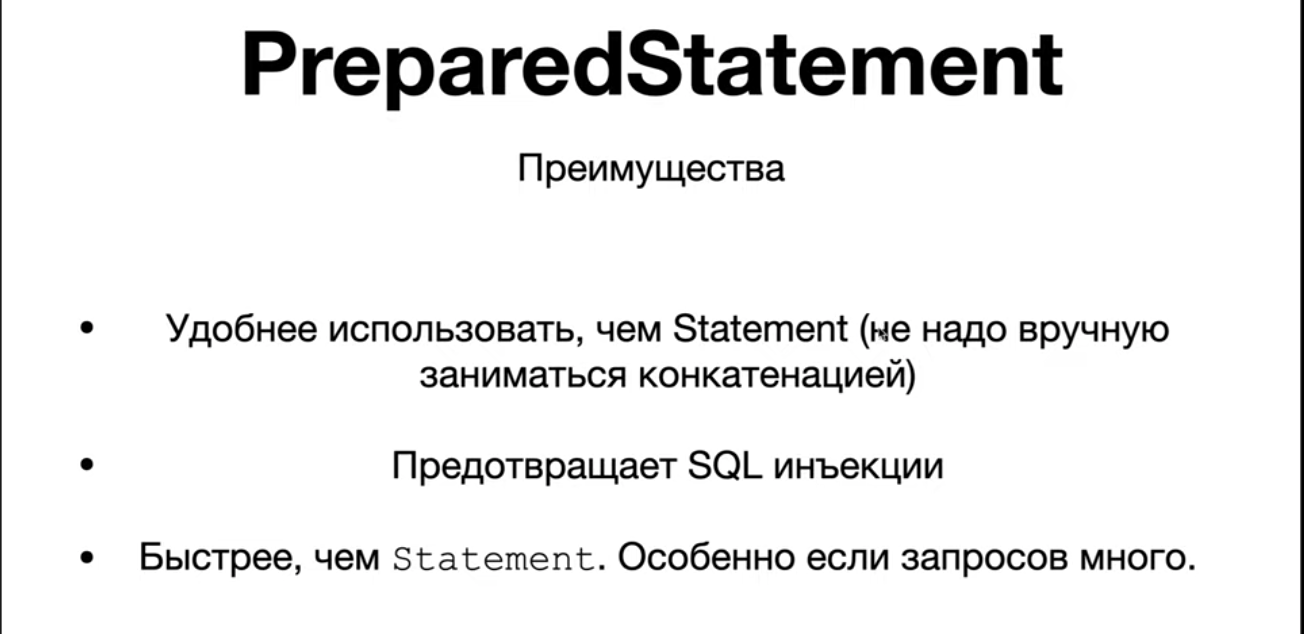 PreparedStatement
Преимущества
• Удобнее использовать, чем Statement (не надо вручную
заниматься конкатенацией)
• Предотвращает SQL инъекции
• Быстрее, чем Statement. Особенно если запросов много.